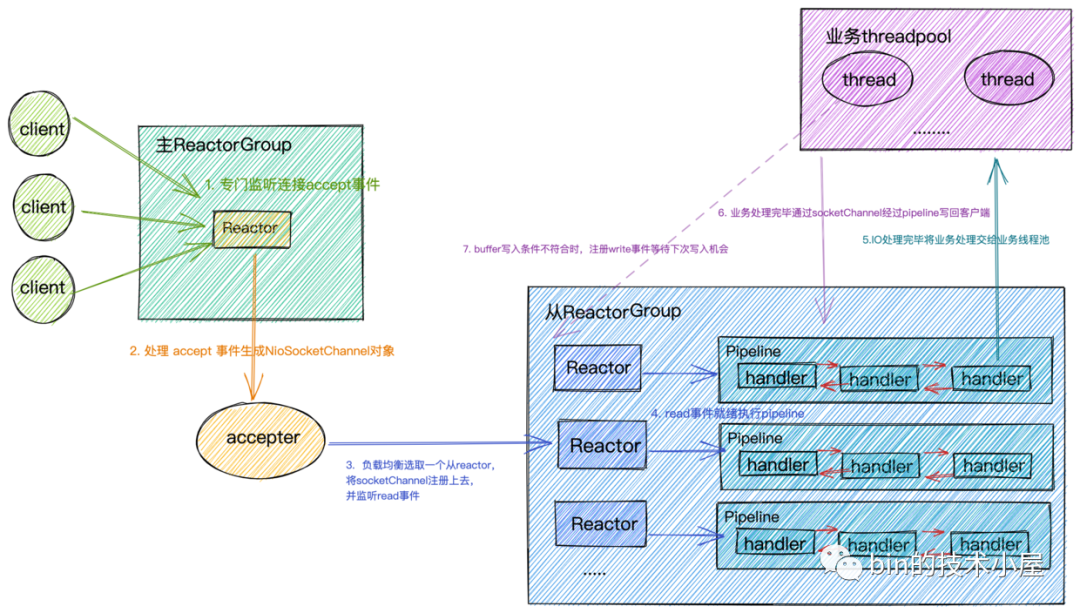 业务threadpool
thread
thread
........
client
client
client
主ReactorGroup
1. 专门监听连接accept事件
Reactor
2. 处理 accept 事件生成NioSocketChannel对象
accepter
3. 负载均衡选取一个从reactor，
将socketChannel注册上去，
并监听read事件
6. 业务处理完毕通过socketChannel经过pipeline写回客户端
5.IO处理完毕将业务处理交给业务线程池
7. buffer写入条件不符合时，注册write事件等待下次写入机会
从ReactorGroup
Reactor
Pipeline
handler
handler
handler
4. read事件就绪执行pipeline
Reactor
Pipeline
handler
handler
handler
Reactor
Pipeline
handler
handler
handler
.....
bin的技术小屋